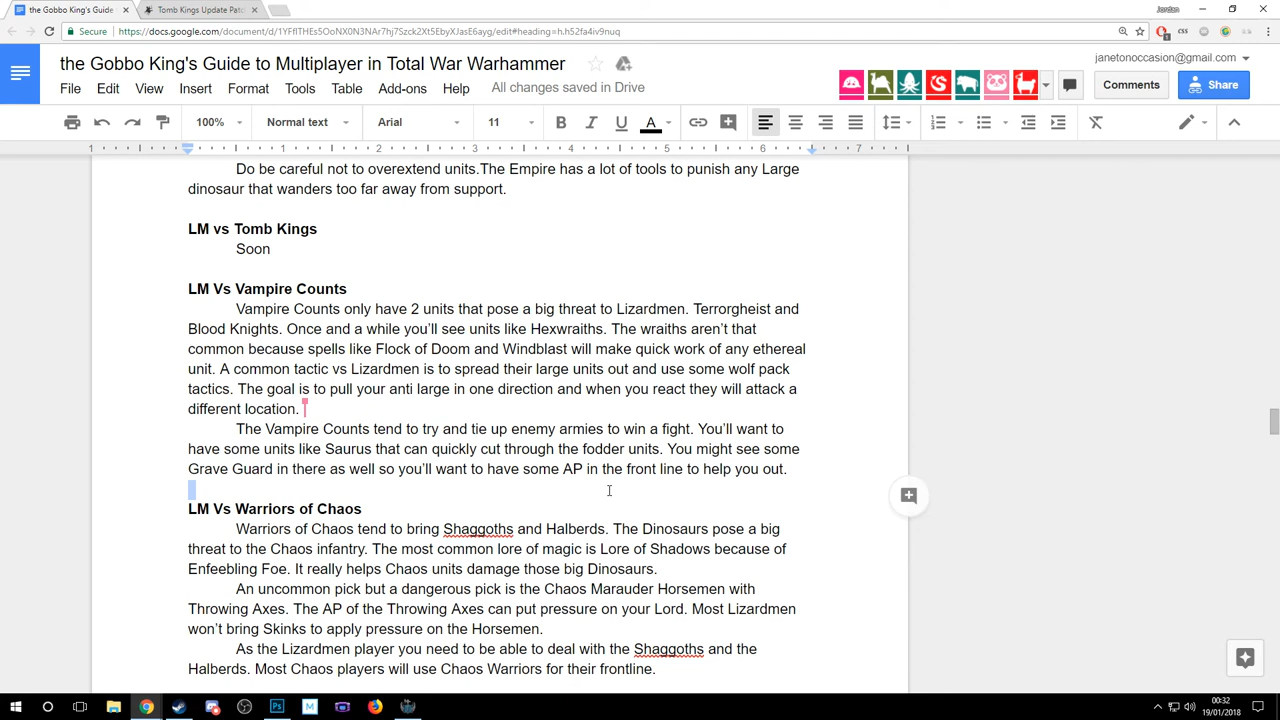 the Gobbo King's Guide
Tomb Kings Update Patc
Jordan
Secure
https://docs.google.com/document/d/1YFflTHEs5OoNX0N3NAr7hj7Szck2Xt5EbyXJasE6ayg/edit#heading=h.h52fa4iv9nuq
the Gobbo King's Guide to Multiplayer in Total War Warhammer
janetonoccasion@gmail.com
File Edit View Insert Format Tools Table Add-ons Help All changes saved in Drive
Comments
Share
100% Normal text Arial 11
1 1 2 3 4 5 6 7
Do be careful not to overextend units.The Empire has a lot of tools to punish any Large
dinosaur that wanders too far away from support.
LM vs Tomb Kings
Soon
LM Vs Vampire Counts
Vampire Counts only have 2 units that pose a big threat to Lizardmen. Terrorgheist and
Blood Knights. Once and a while you'll see units like Hexwraiths. The wraiths aren't that
common because spells like Flock of Doom and Windblast will make quick work of any ethereal
unit. A common tactic vs Lizardmen is to spread their large units out and use some wolf pack
tactics. The goal is to pull your anti large in one direction and when you react they will attack a
different location.
The Vampire Counts tend to try and tie up enemy armies to win a fight. You'll want to
have some units like Saurus that can quickly cut through the fodder units. You might see some
Grave Guard in there as well so you'll want to have some AP in the front line to help you out.
LM Vs Warriors of Chaos
Warriors of Chaos tend to bring Shaggoths and Halberds. The Dinosaurs pose a big
threat to the Chaos infantry. The most common lore of magic is Lore of Shadows because of
Enfeebling Foe. It really helps Chaos units damage those big Dinosaurs.
An uncommon pick but a dangerous pick is the Chaos Marauder Horsemen with
Throwing Axes. The AP of the Throwing Axes can put pressure on your Lord. Most Lizardmen
won't bring Skinks to apply pressure on the Horsemen.
As the Lizardmen player you need to be able to deal with the Shaggoths and the
Halberds. Most Chaos players will use Chaos Warriors for their frontline.
00:32
19/01/2018